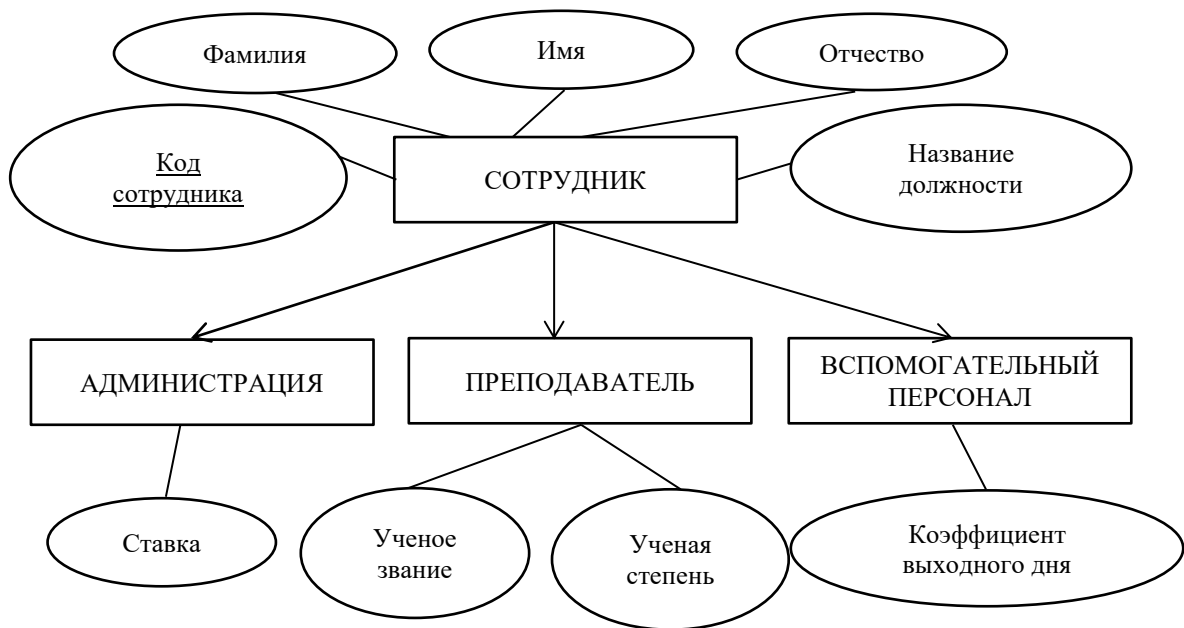 Фамилия
Имя
Отчество
Код
сотрудника
СОТРУДНИК
Название
должности
АДМИНИСТРАЦИЯ
ПРЕПОДАВАТЕЛЬ
ВСПОМОГАТЕЛЬНЫЙ
ПЕРСОНАЛ
Ставка
Ученое
звание
Ученая
степень
Коэффициент
выходного дня